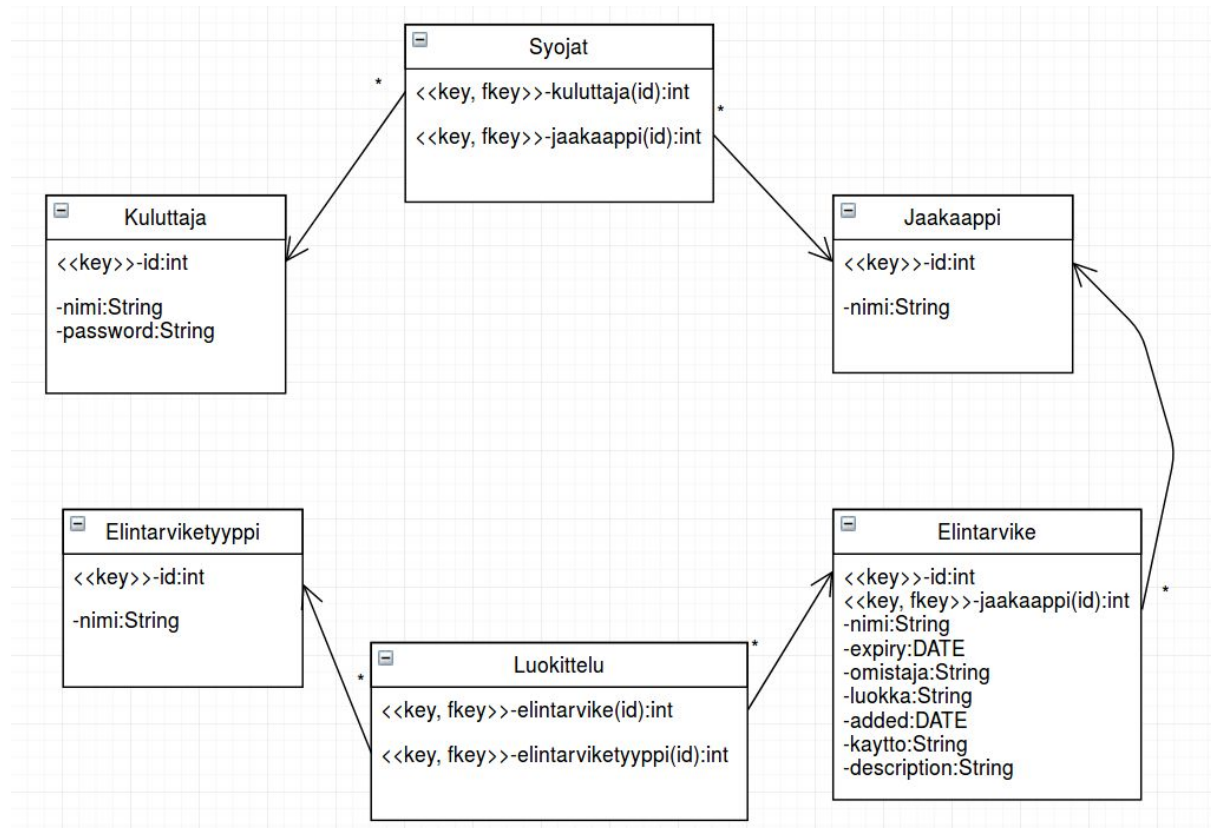 Syojat
*
<<key, fkey>>-kuluttaja(id):int
*
<<key, fkey>>-jaakaappi(id):int
Kuluttaja
<<key>>-id:int
-nimi:String
-password:String
Jaakaappi
<<key>>-id:int
-nimi:String
Elintarviketyyppi
<<key>>-id:int
-nimi:String
Elintarvike
<<key>>-id:int
<<key, fkey>>-jaakaappi(id):int
*
-nimi:String
-expiry:DATE
-omistaja:String
-luokka:String
-added:DATE
-kaytto:String
-description:String
Luokittelu
*
*
<<key, fkey>>-elintarvike(id):int
<<key, fkey>>-elintarviketyyppi(id):int